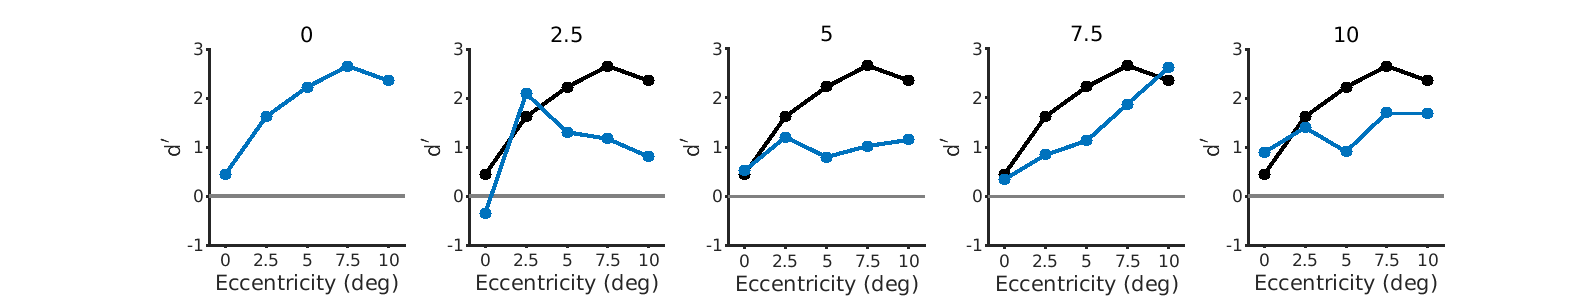 0 2.5 5 7.5 10
3 3 3 3 3
2 2 2 2 2
d′ 1 d′ 1 d′ 1 d′ 1 d′ 1
0 0 0 0 0
-1 -1 -1 -1 -1
0 2.5 5 7.5 10 0 2.5 5 7.5 10 0 2.5 5 7.5 10 0 2.5 5 7.5 10 0 2.5 5 7.5 10
Eccentricity (deg) Eccentricity (deg) Eccentricity (deg) Eccentricity (deg) Eccentricity (deg)